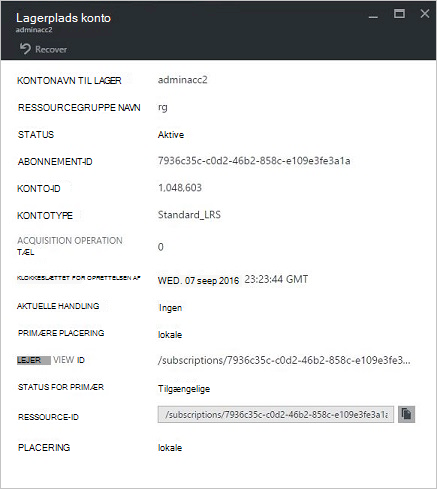 Lagerplads konto
adminacc2
Recover
KONTONAVN TIL LAGER adminacc2
RESSOURCEGRUPPE NAVN rg
STATUS Aktive
ABONNEMENT-ID 7936c35c-c0d2-46b2-858c-e109e3fe3a1a
KONTO-ID 1,048,603
KONTOTYPE Standard_LRS
ACQUISITION OPERATION
TÆL 0
KLOKKESLÆTTET FOR OPRETTELSEN AF WED. 07 seep 2016 23:23:44 GMT
AKTUELLE HANDLING Ingen
PRIMÆRE PLACERING lokale
LEJER VIEW ID /subscriptions/7936c35c-c0d2-46b2-858c-e109e3fe3...
STATUS FOR PRIMÆR Tilgængelige
RESSOURCE-ID /subscriptions/7936c35c-c0d2-46b2-858c-e109e3fe3a1a
PLACERING lokale